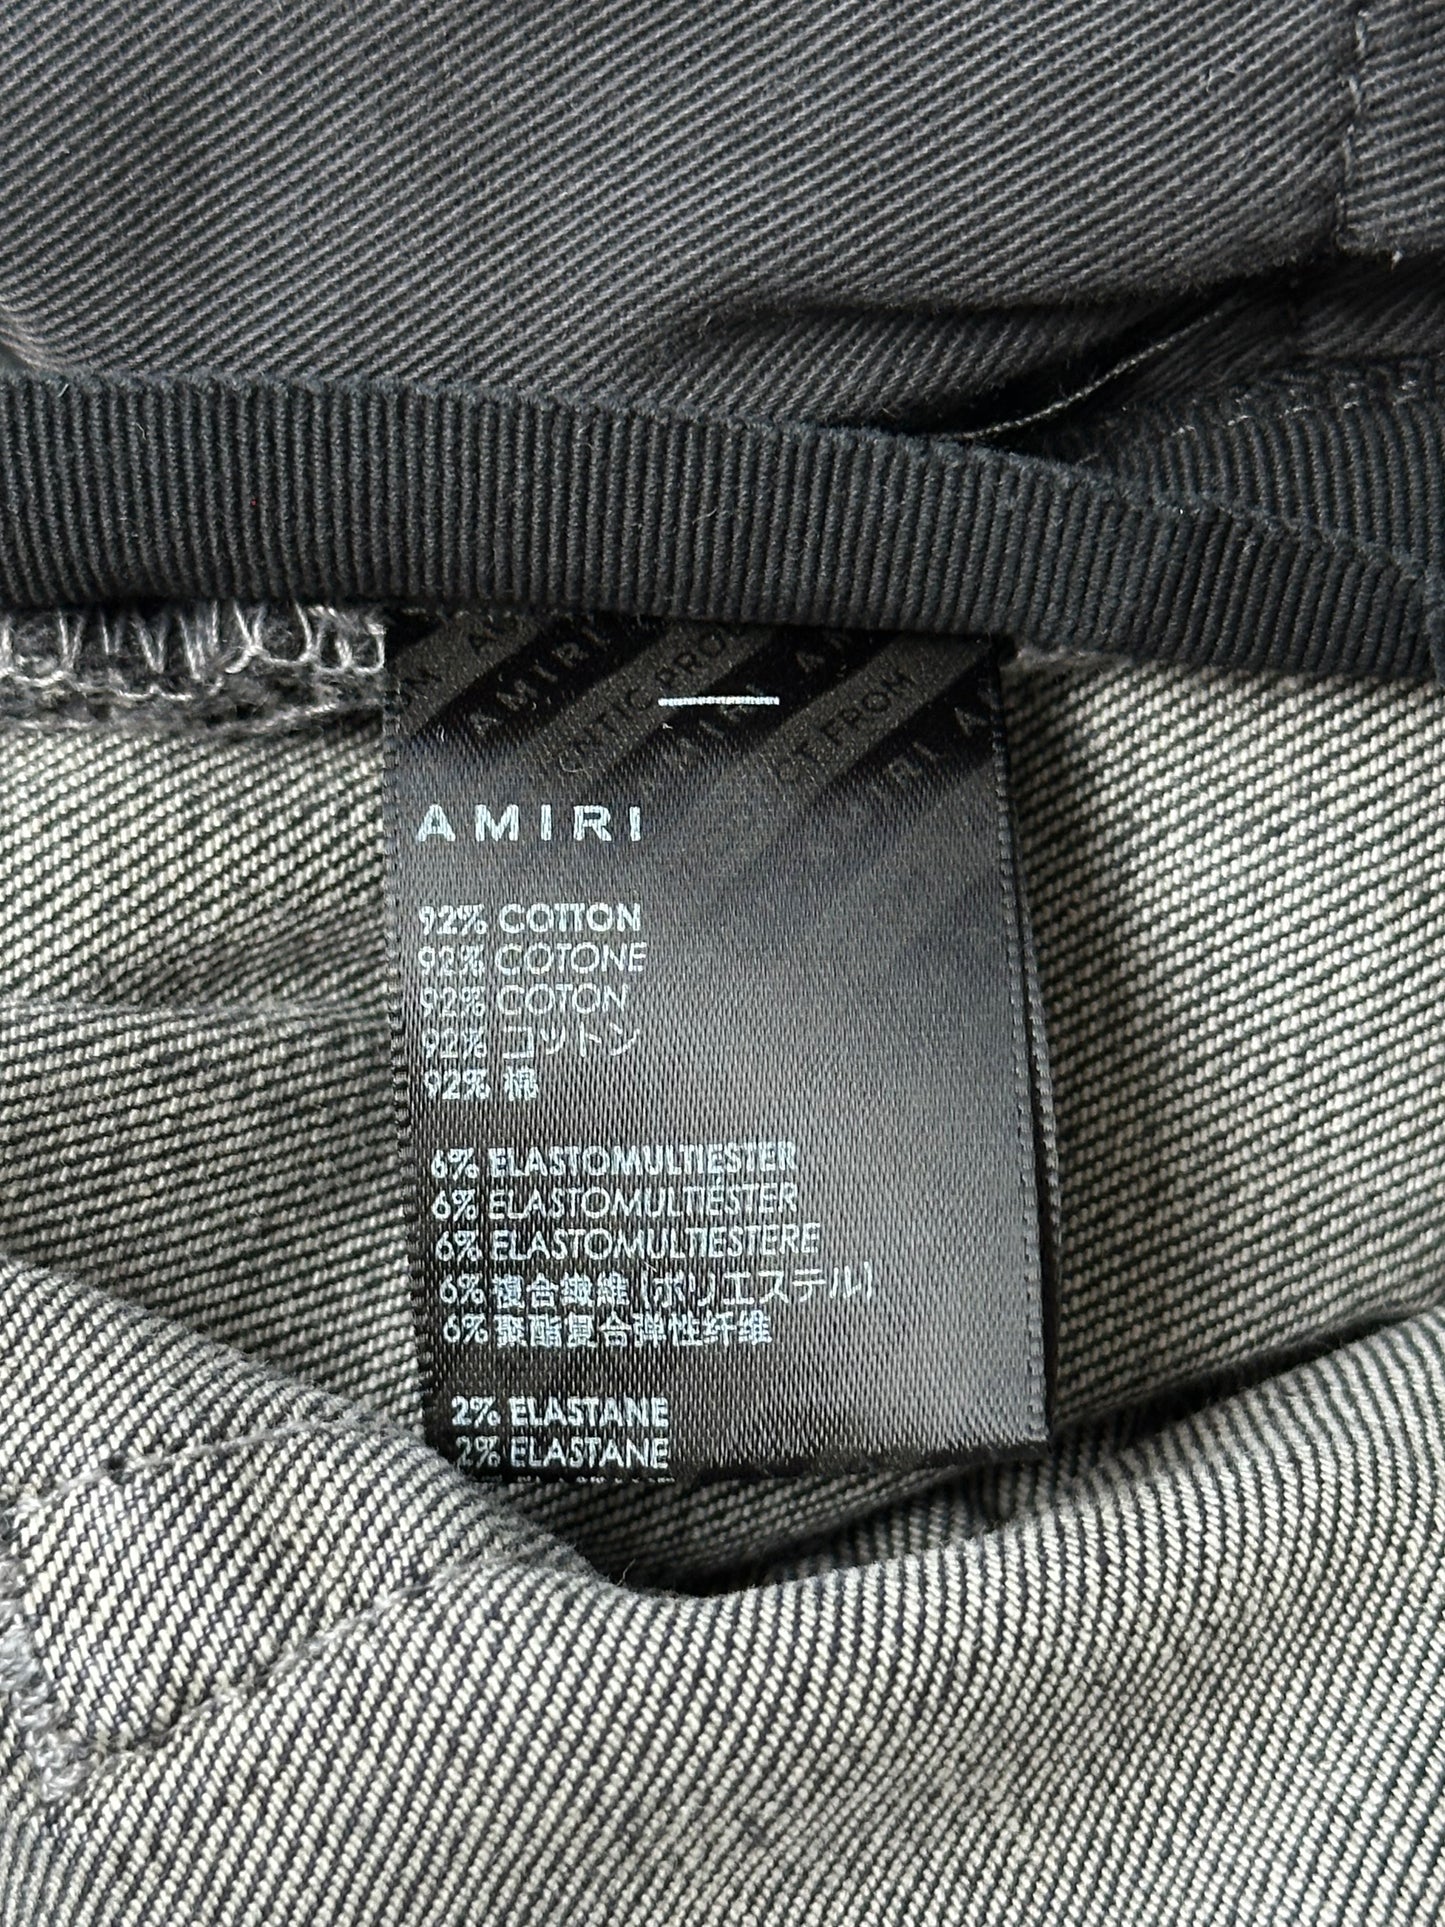 AMIRI
92% COTTON
92% COTONE
92% COTON
92% コットン
92% 棉
6% ELASTOMULTIESTER
6% ELASTOMULTIÉSTER
6% ELASTOMULTIESTERE
6% 複合繊維 (ポリエステル)
6% 聚酯复合弹性纤维
2% ELASTANE
2% ELASTANE